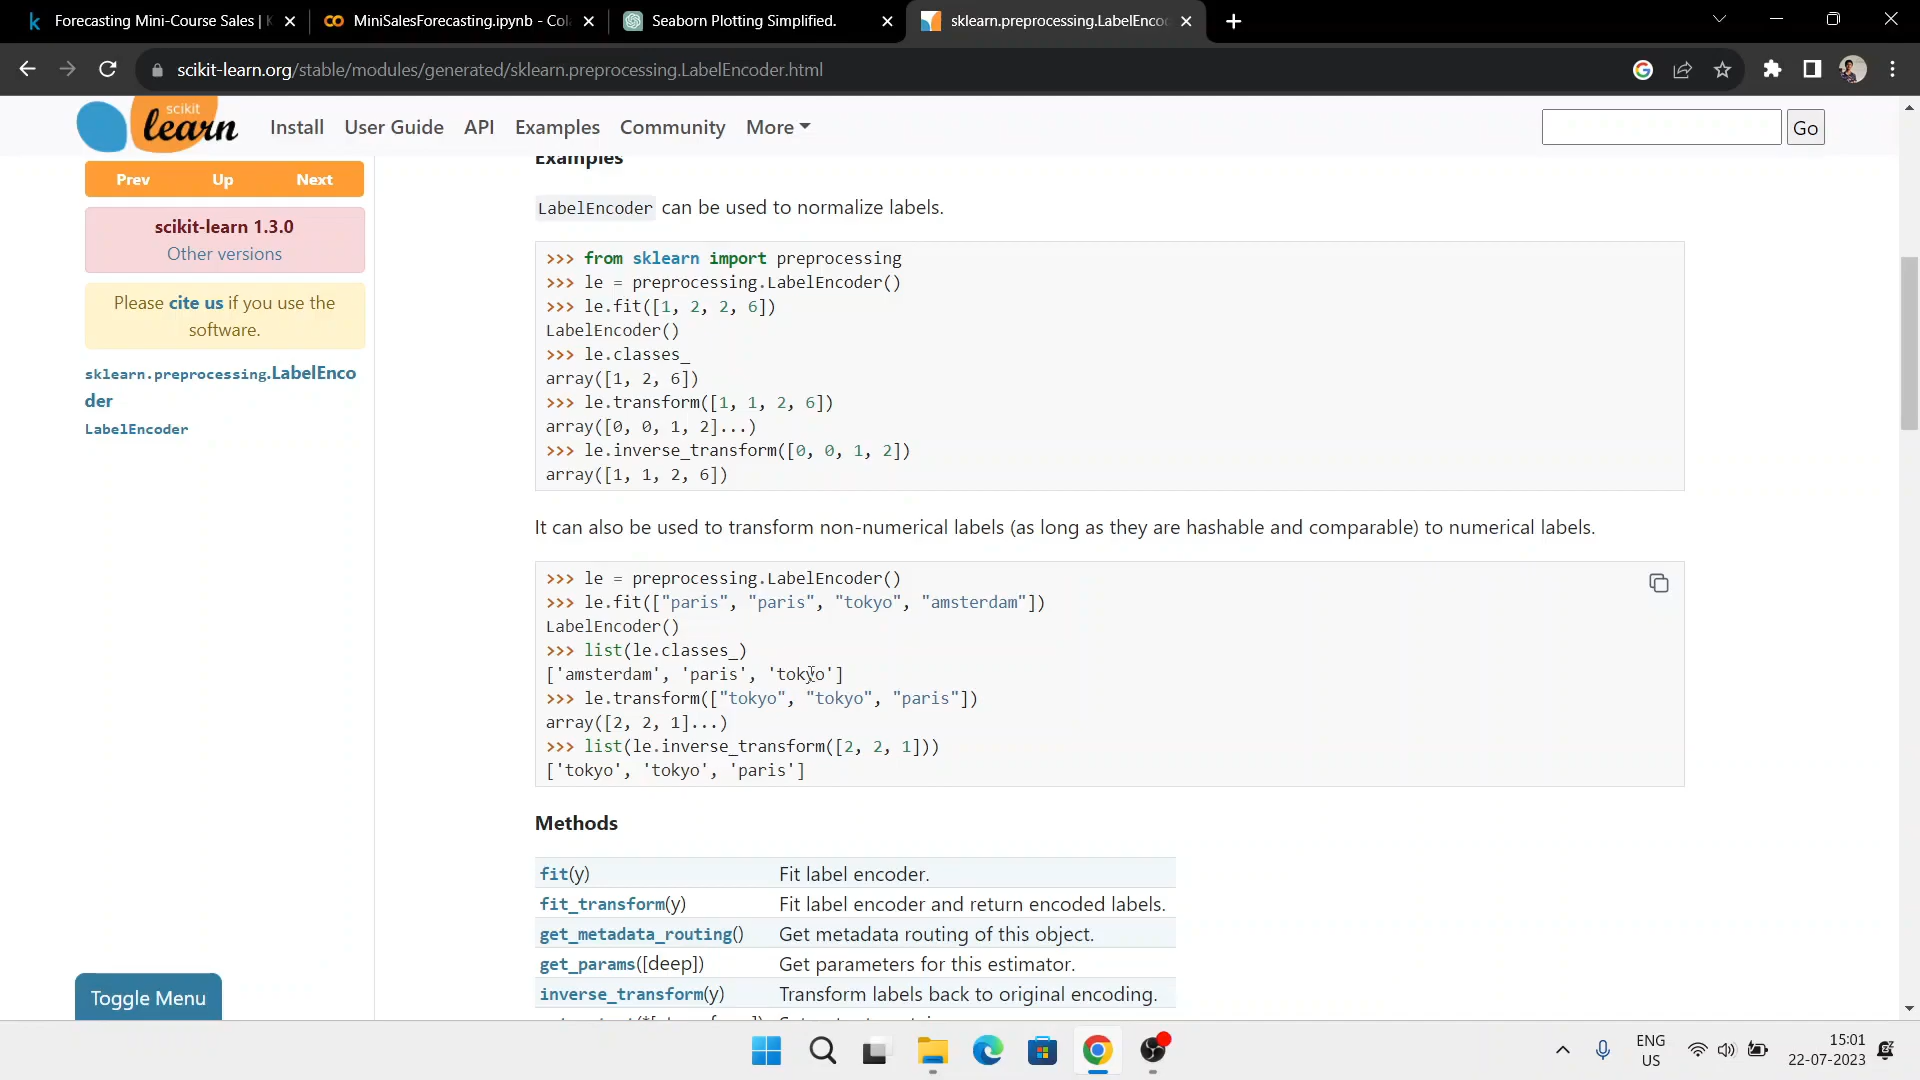 Forecasting Mini-Course Sales |
MiniSalesForecasting.ipynb - Col
Seaborn Plotting Simplified.
sklearn.preprocessing.LabelEnco
scikit-learn.org/stable/modules/generated/sklearn.preprocessing.LabelEncoder.html
scikit
learn
Install User Guide API Examples Community More
Go
Prev Up Next
scikit-learn 1.3.0
Other versions
Please cite us if you use the
software.
sklearn.preprocessing.LabelEnco
der
LabelEncoder
Examples
LabelEncoder can be used to normalize labels.
>>> from sklearn import preprocessing
>>> le = preprocessing.LabelEncoder()
>>> le.fit([1, 2, 2, 6])
LabelEncoder()
>>> le.classes_
array([1, 2, 6])
>>> le.transform([1, 1, 2, 6])
array([0, 0, 1, 2]...)
>>> le.inverse_transform([0, 0, 1, 2])
array([1, 1, 2, 6])
It can also be used to transform non-numerical labels (as long as they are hashable and comparable) to numerical labels.
>>> le = preprocessing.LabelEncoder()
>>> le.fit(["paris", "paris", "tokyo", "amsterdam"])
LabelEncoder()
>>> list(le.classes_)
['amsterdam', 'paris', 'tokyo']
>>> le.transform(["tokyo", "tokyo", "paris"])
array([2, 2, 1]...)
>>> list(le.inverse_transform([2, 2, 1]))
['tokyo', 'tokyo', 'paris']
Methods
fit(y) Fit label encoder.
fit_transform(y) Fit label encoder and return encoded labels.
get_metadata_routing() Get metadata routing of this object.
get_params([deep]) Get parameters for this estimator.
inverse_transform(y) Transform labels back to original encoding.
Toggle Menu
ENG
US
15:01
22-07-2023